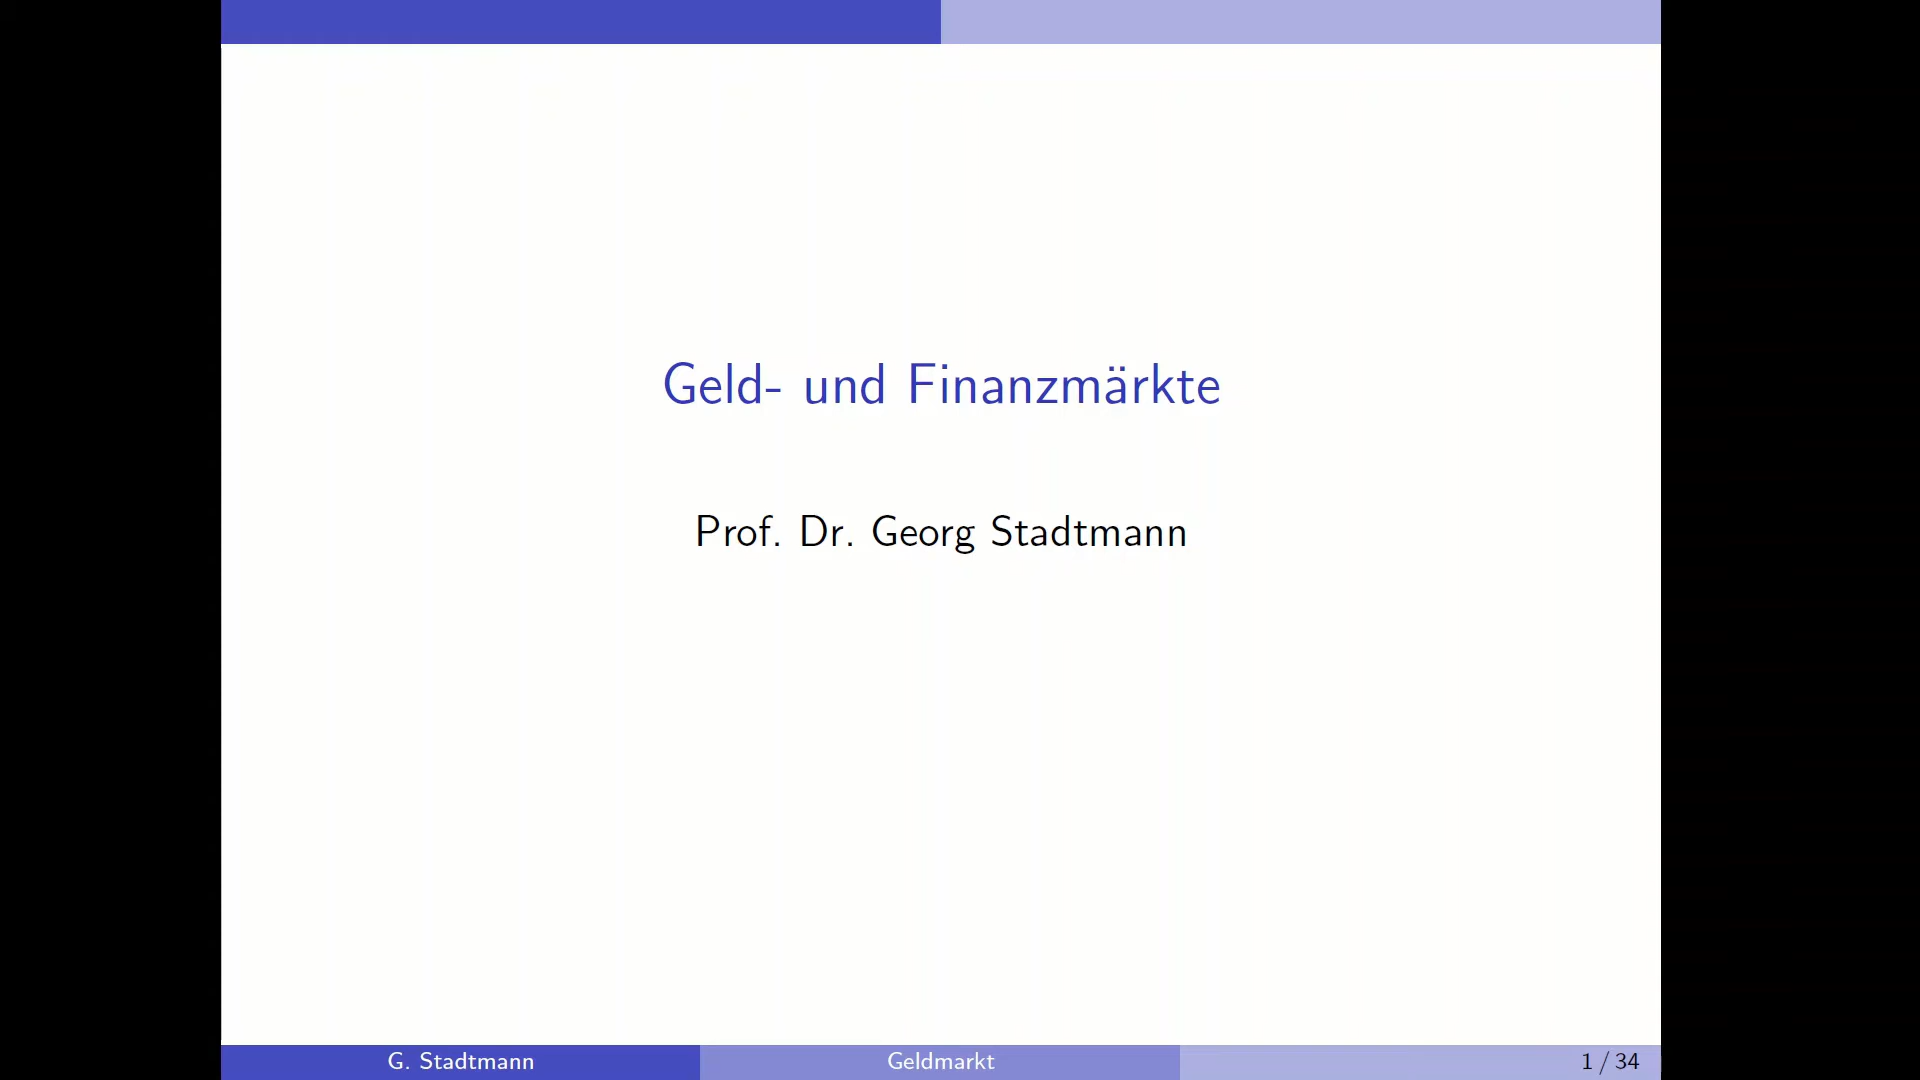 Geld- und Finanzmärkte
Prof. Dr. Georg Stadtmann
G. Stadtmann
Geldmarkt
1 / 34